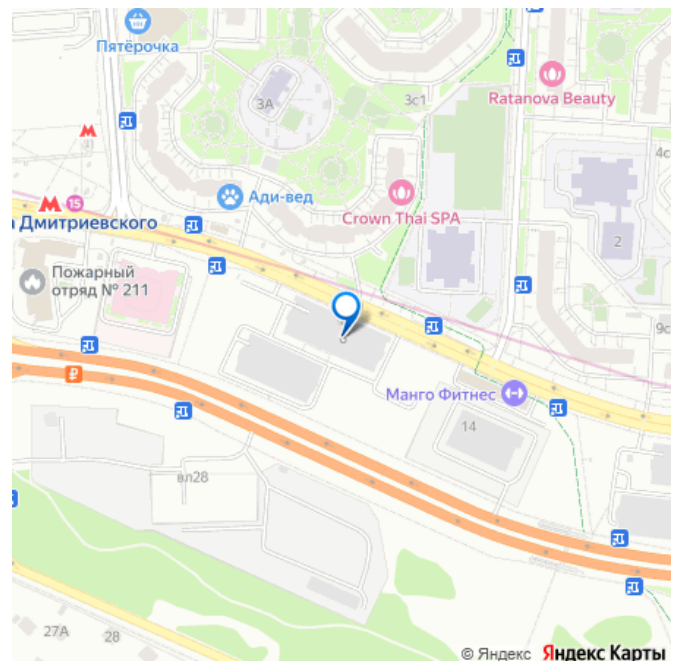 Пятёрочка
Ratanova Beauty
3А
3с1
4с
15
Ади-вед
Crown Thai SPA
а Дмитриевского
2
Пожарный
отряд № 211
9с
Манго Фитнес
14
вл28
27А
28
© Яндекс Яндекс Карты